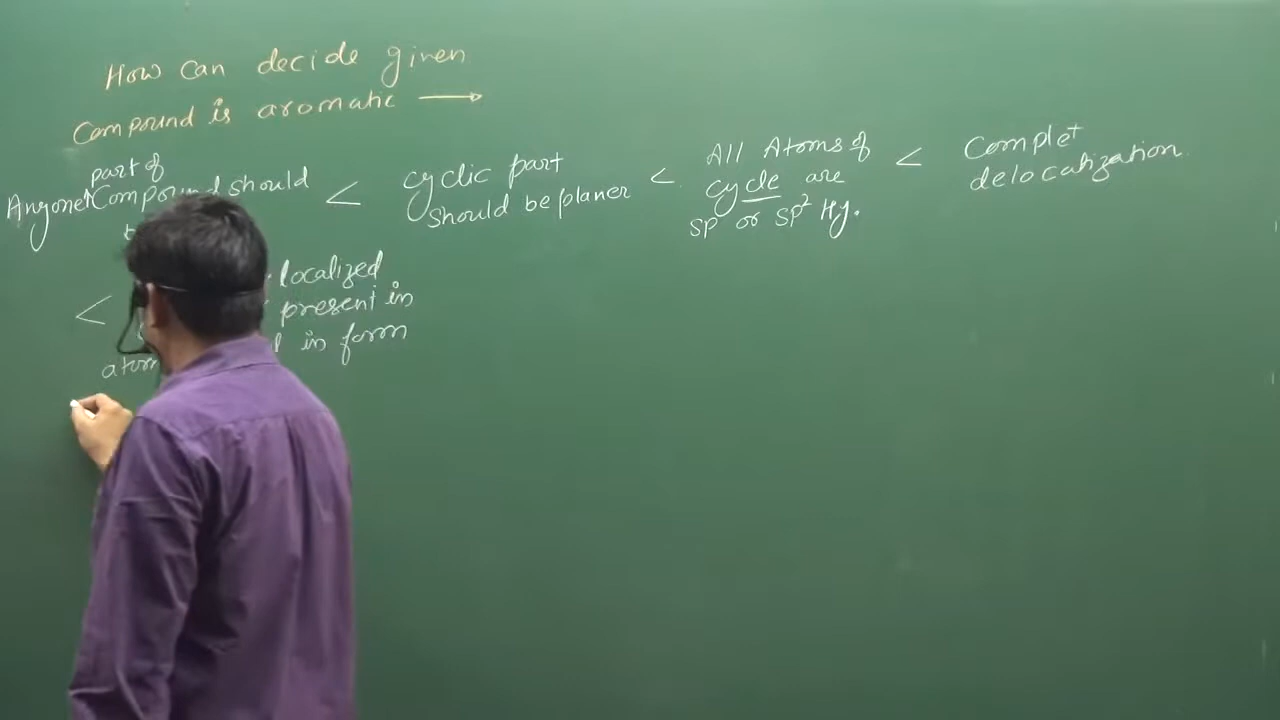 How can decide given
Compound is aromatic →
part of
Compound should
< cyclic part
should be planer
< All Atoms of
cycle are
sp or sp² Hy.
< Complet
delocalization
< localized
present in
in form